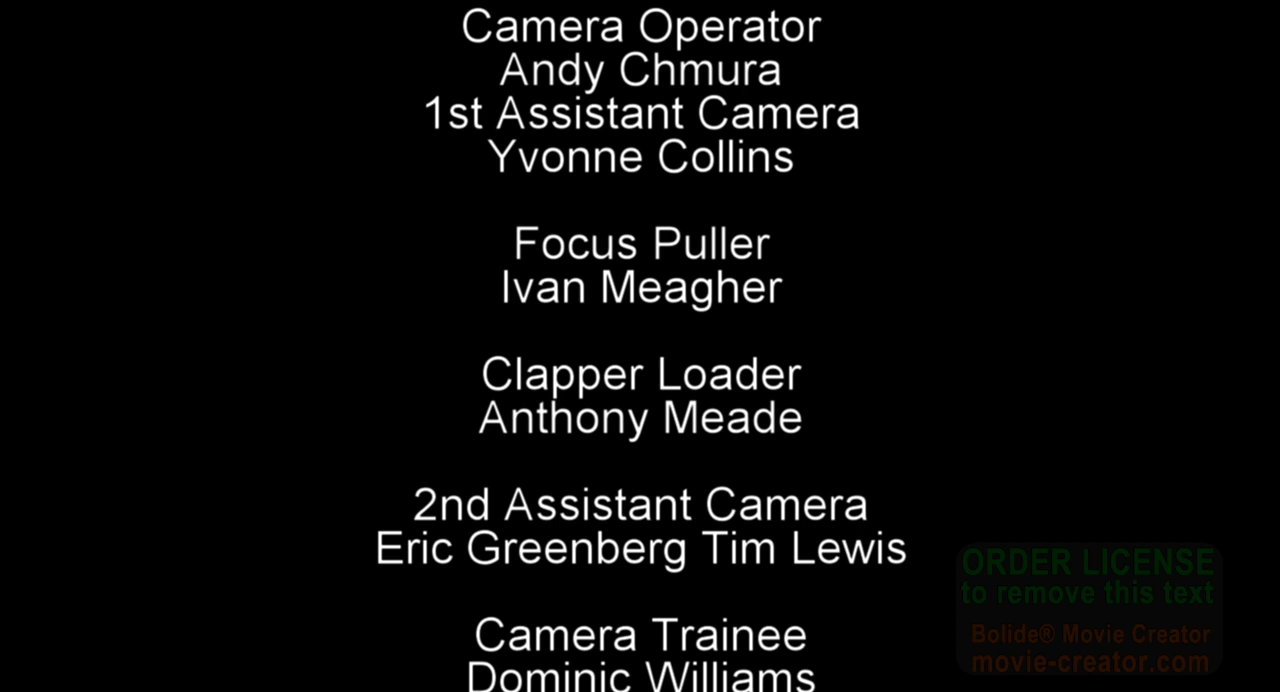 Camera Operator
Andy Chmura
1st Assistant Camera
Yvonne Collins
Focus Puller
Ivan Meagher
Clapper Loader
Anthony Meade
2nd Assistant Camera
Eric Greenberg Tim Lewis
Camera Trainee
Dominic Williams
ORDER LICENSE
to remove this text
Bolide® Movie Creator
movie-creator.com